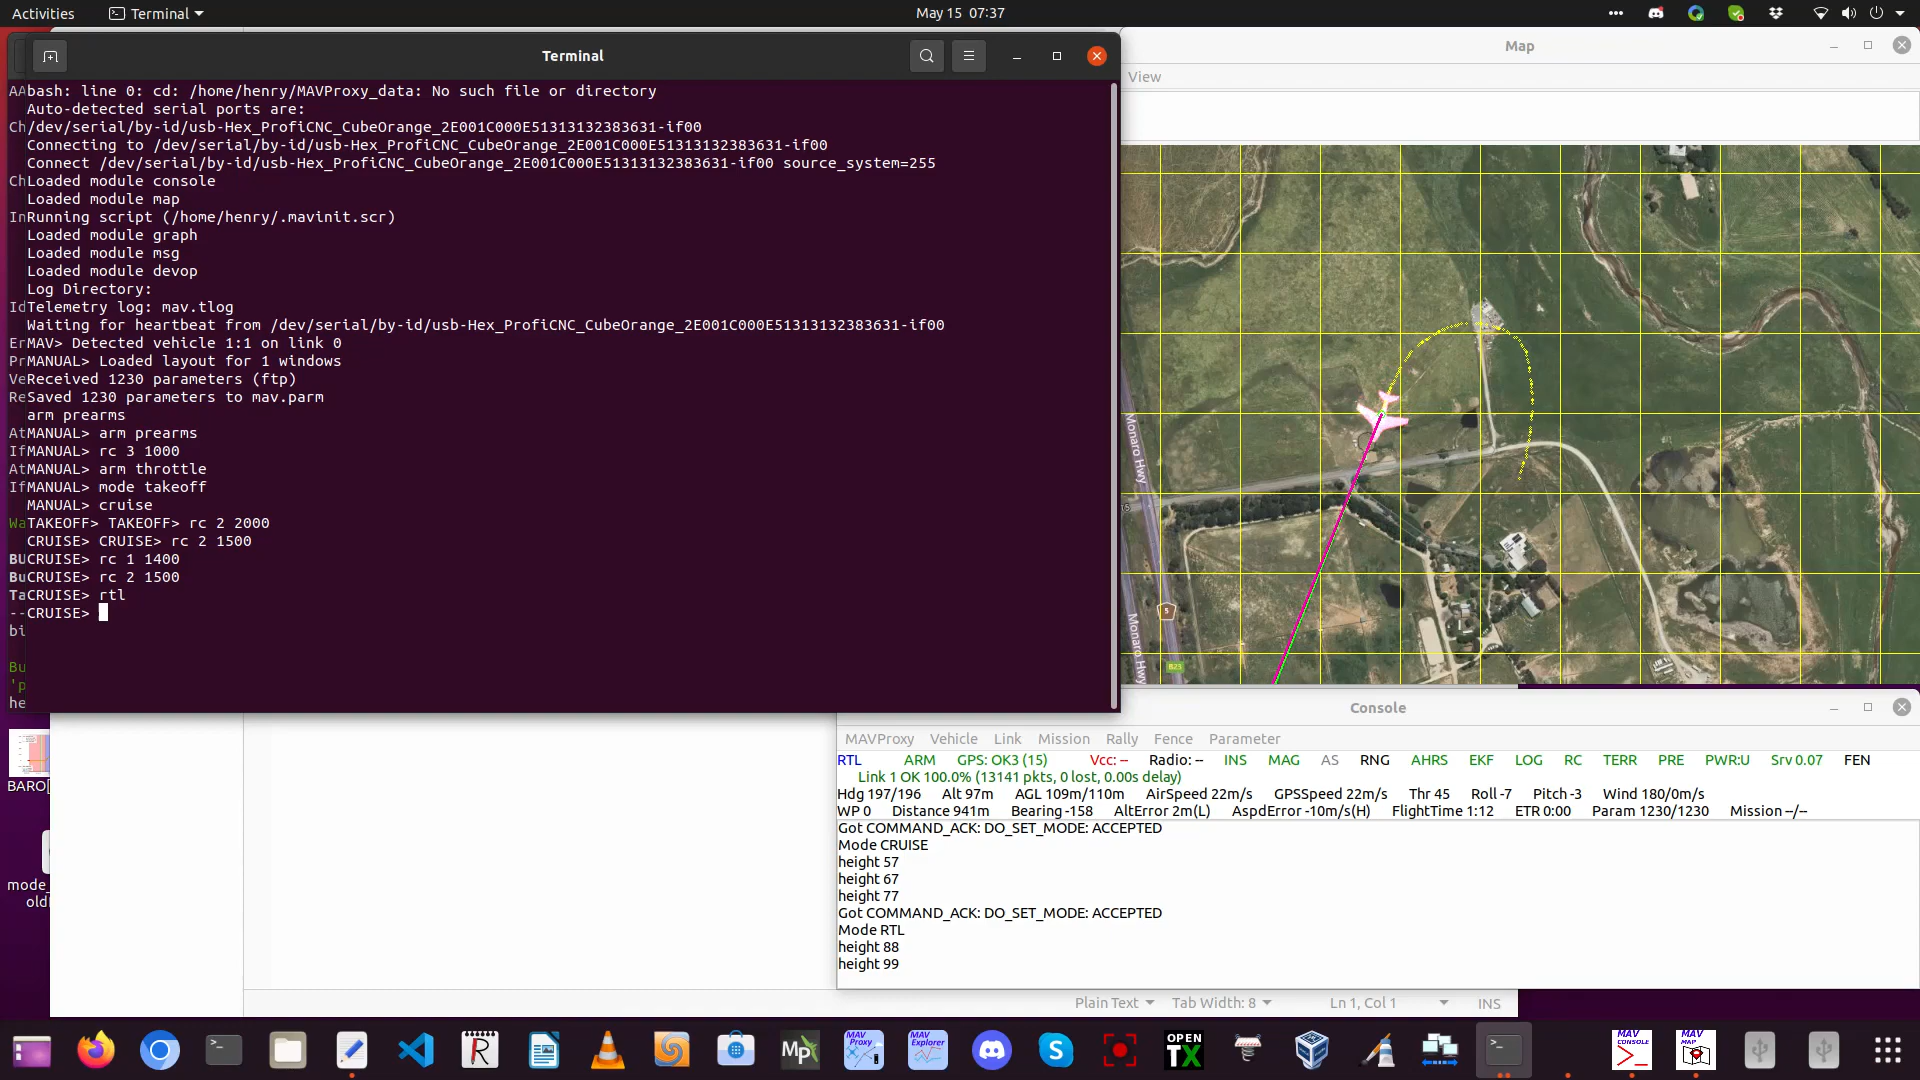 Activities
Terminal
May 15 07:37
Terminal
AAbash: line 0: cd: /home/henry/MAVProxy_data: No such file or directory
Auto-detected serial ports are:
Ch/dev/serial/by-id/usb-Hex_ProfiCNC_CubeOrange_2E001C000E51313132383631-if00
Connecting to /dev/serial/by-id/usb-Hex_ProfiCNC_CubeOrange_2E001C000E51313132383631-if00
Connect /dev/serial/by-id/usb-Hex_ProfiCNC_CubeOrange_2E001C000E51313132383631-if00 source_system=255
ChLoaded module console
Loaded module map
InRunning script (/home/henry/.mavinit.scr)
Loaded module graph
Loaded module msg
Loaded module devop
Log Directory:
IdTelemetry log: mav.tlog
Waiting for heartbeat from /dev/serial/by-id/usb-Hex_ProfiCNC_CubeOrange_2E001C000E51313132383631-if00
ErMAV> Detected vehicle 1:1 on link 0
PrMANUAL> Loaded layout for 1 windows
VeReceived 1230 parameters (ftp)
ReSaved 1230 parameters to mav.parm
arm prearms
AtMANUAL> arm prearms
IfMANUAL> rc 3 1000
AtMANUAL> arm throttle
IfMANUAL> mode takeoff
MANUAL> cruise
WaTAKEOFF> TAKEOFF> rc 2 2000
CRUISE> CRUISE> rc 2 1500
BUCRUISE> rc 1 1400
BuCRUISE> rc 2 1500
TaCRUISE> rtl
--CRUISE>
bi
Bu
'p
he
BARO[
mode_
old
Map
View
Monaro Hwy
Monaro Hwy
5
B23
Console
MAVProxy Vehicle Link Mission Rally Fence Parameter
RTL ARM GPS: OK3 (15) Vcc: -- Radio: -- INS MAG AS RNG AHRS EKF LOG RC TERR PRE PWR:U Srv 0.07 FEN
Link 1 OK 100.0% (13141 pkts, 0 lost, 0.00s delay)
Hdg 197/196 Alt 97m AGL 109m/110m AirSpeed 22m/s GPSSpeed 22m/s Thr 45 Roll -7 Pitch -3 Wind 180/0m/s
WP 0 Distance 941m Bearing -158 AltError 2m(L) AspdError -10m/s(H) FlightTime 1:12 ETR 0:00 Param 1230/1230 Mission --/--
Got COMMAND_ACK: DO_SET_MODE: ACCEPTED
Mode CRUISE
height 57
height 67
height 77
Got COMMAND_ACK: DO_SET_MODE: ACCEPTED
Mode RTL
height 88
height 99
Plain Text
Tab Width: 8
Ln 1, Col 1
INS
R
Mp
MAV Proxy
MAV Explorer
S
OPEN TX
MAV CONSOLE
MAV MAP